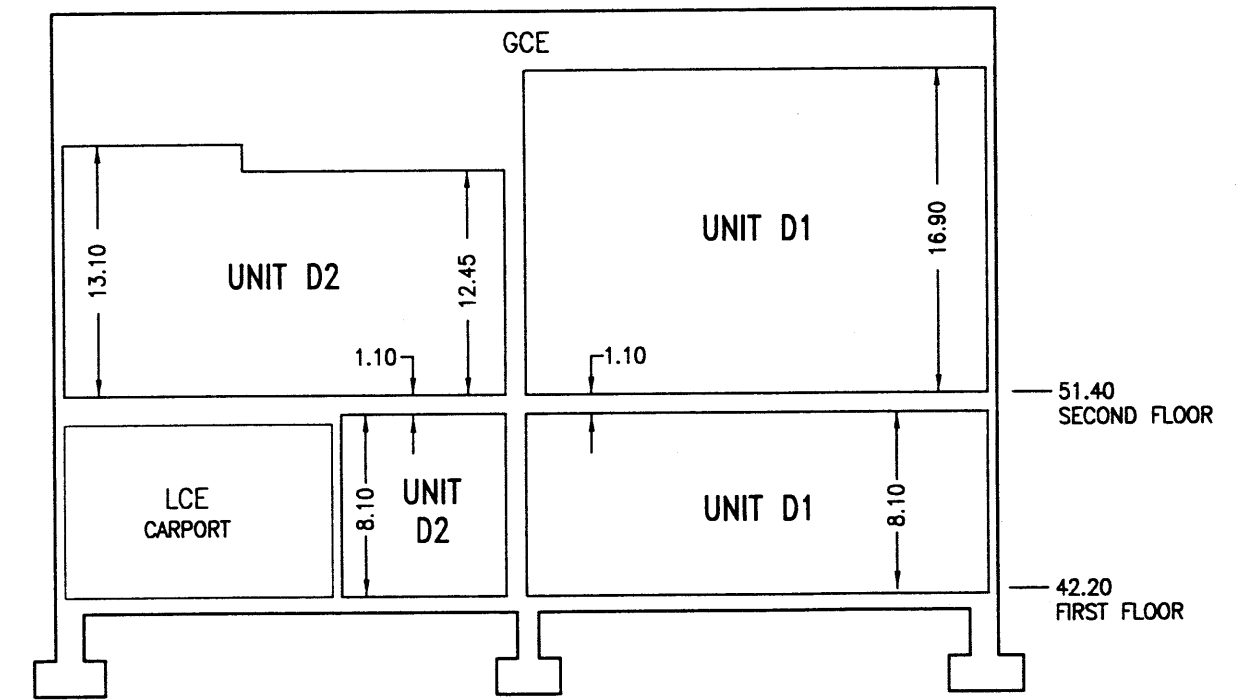 GCE
13.10
UNIT D2
12.45
UNIT D1
16.90
1.10
1.10
51.40
SECOND FLOOR
LCE
CARPORT
8.10
UNIT
D2
UNIT D1
8.10
42.20
FIRST FLOOR